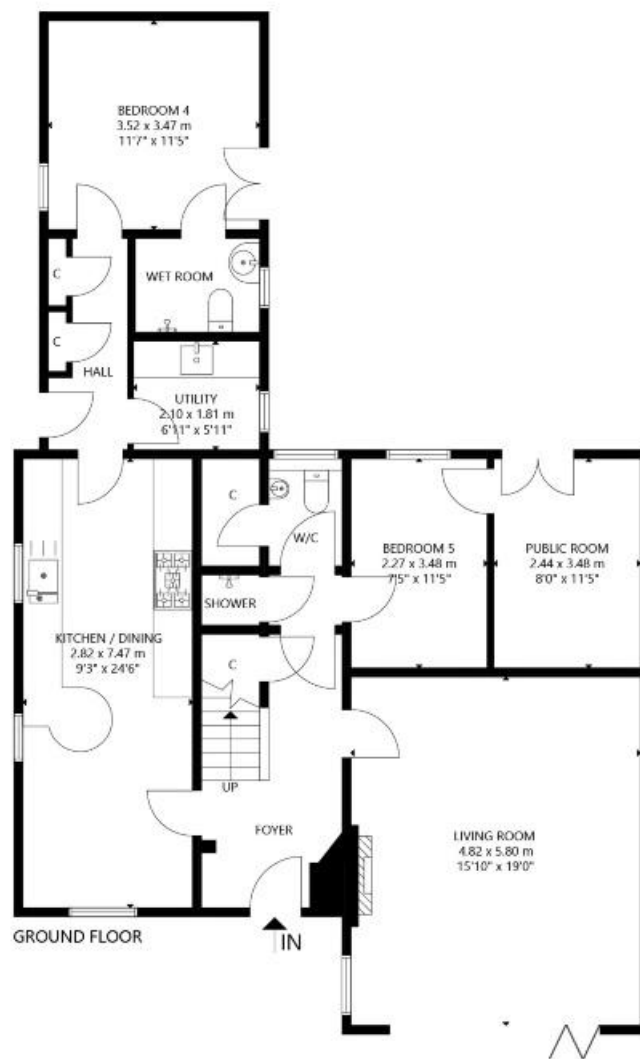 BEDROOM 4
3.52 x 3.47 m
11'7" x 11'5"
C
WET ROOM
C
HALL
UTILITY
2.10 x 1.81 m
6'11" x 5'11"
C
W/C
BEDROOM 5
2.27 x 3.48 m
7'5" x 11'5"
PUBLIC ROOM
2.44 x 3.48 m
8'0" x 11'5"
SHOWER
KITCHEN / DINING
2.82 x 7.47 m
9'3" x 24'6"
C
UP
FOYER
LIVING ROOM
4.82 x 5.80 m
15'10" x 19'0"
GROUND FLOOR
IN